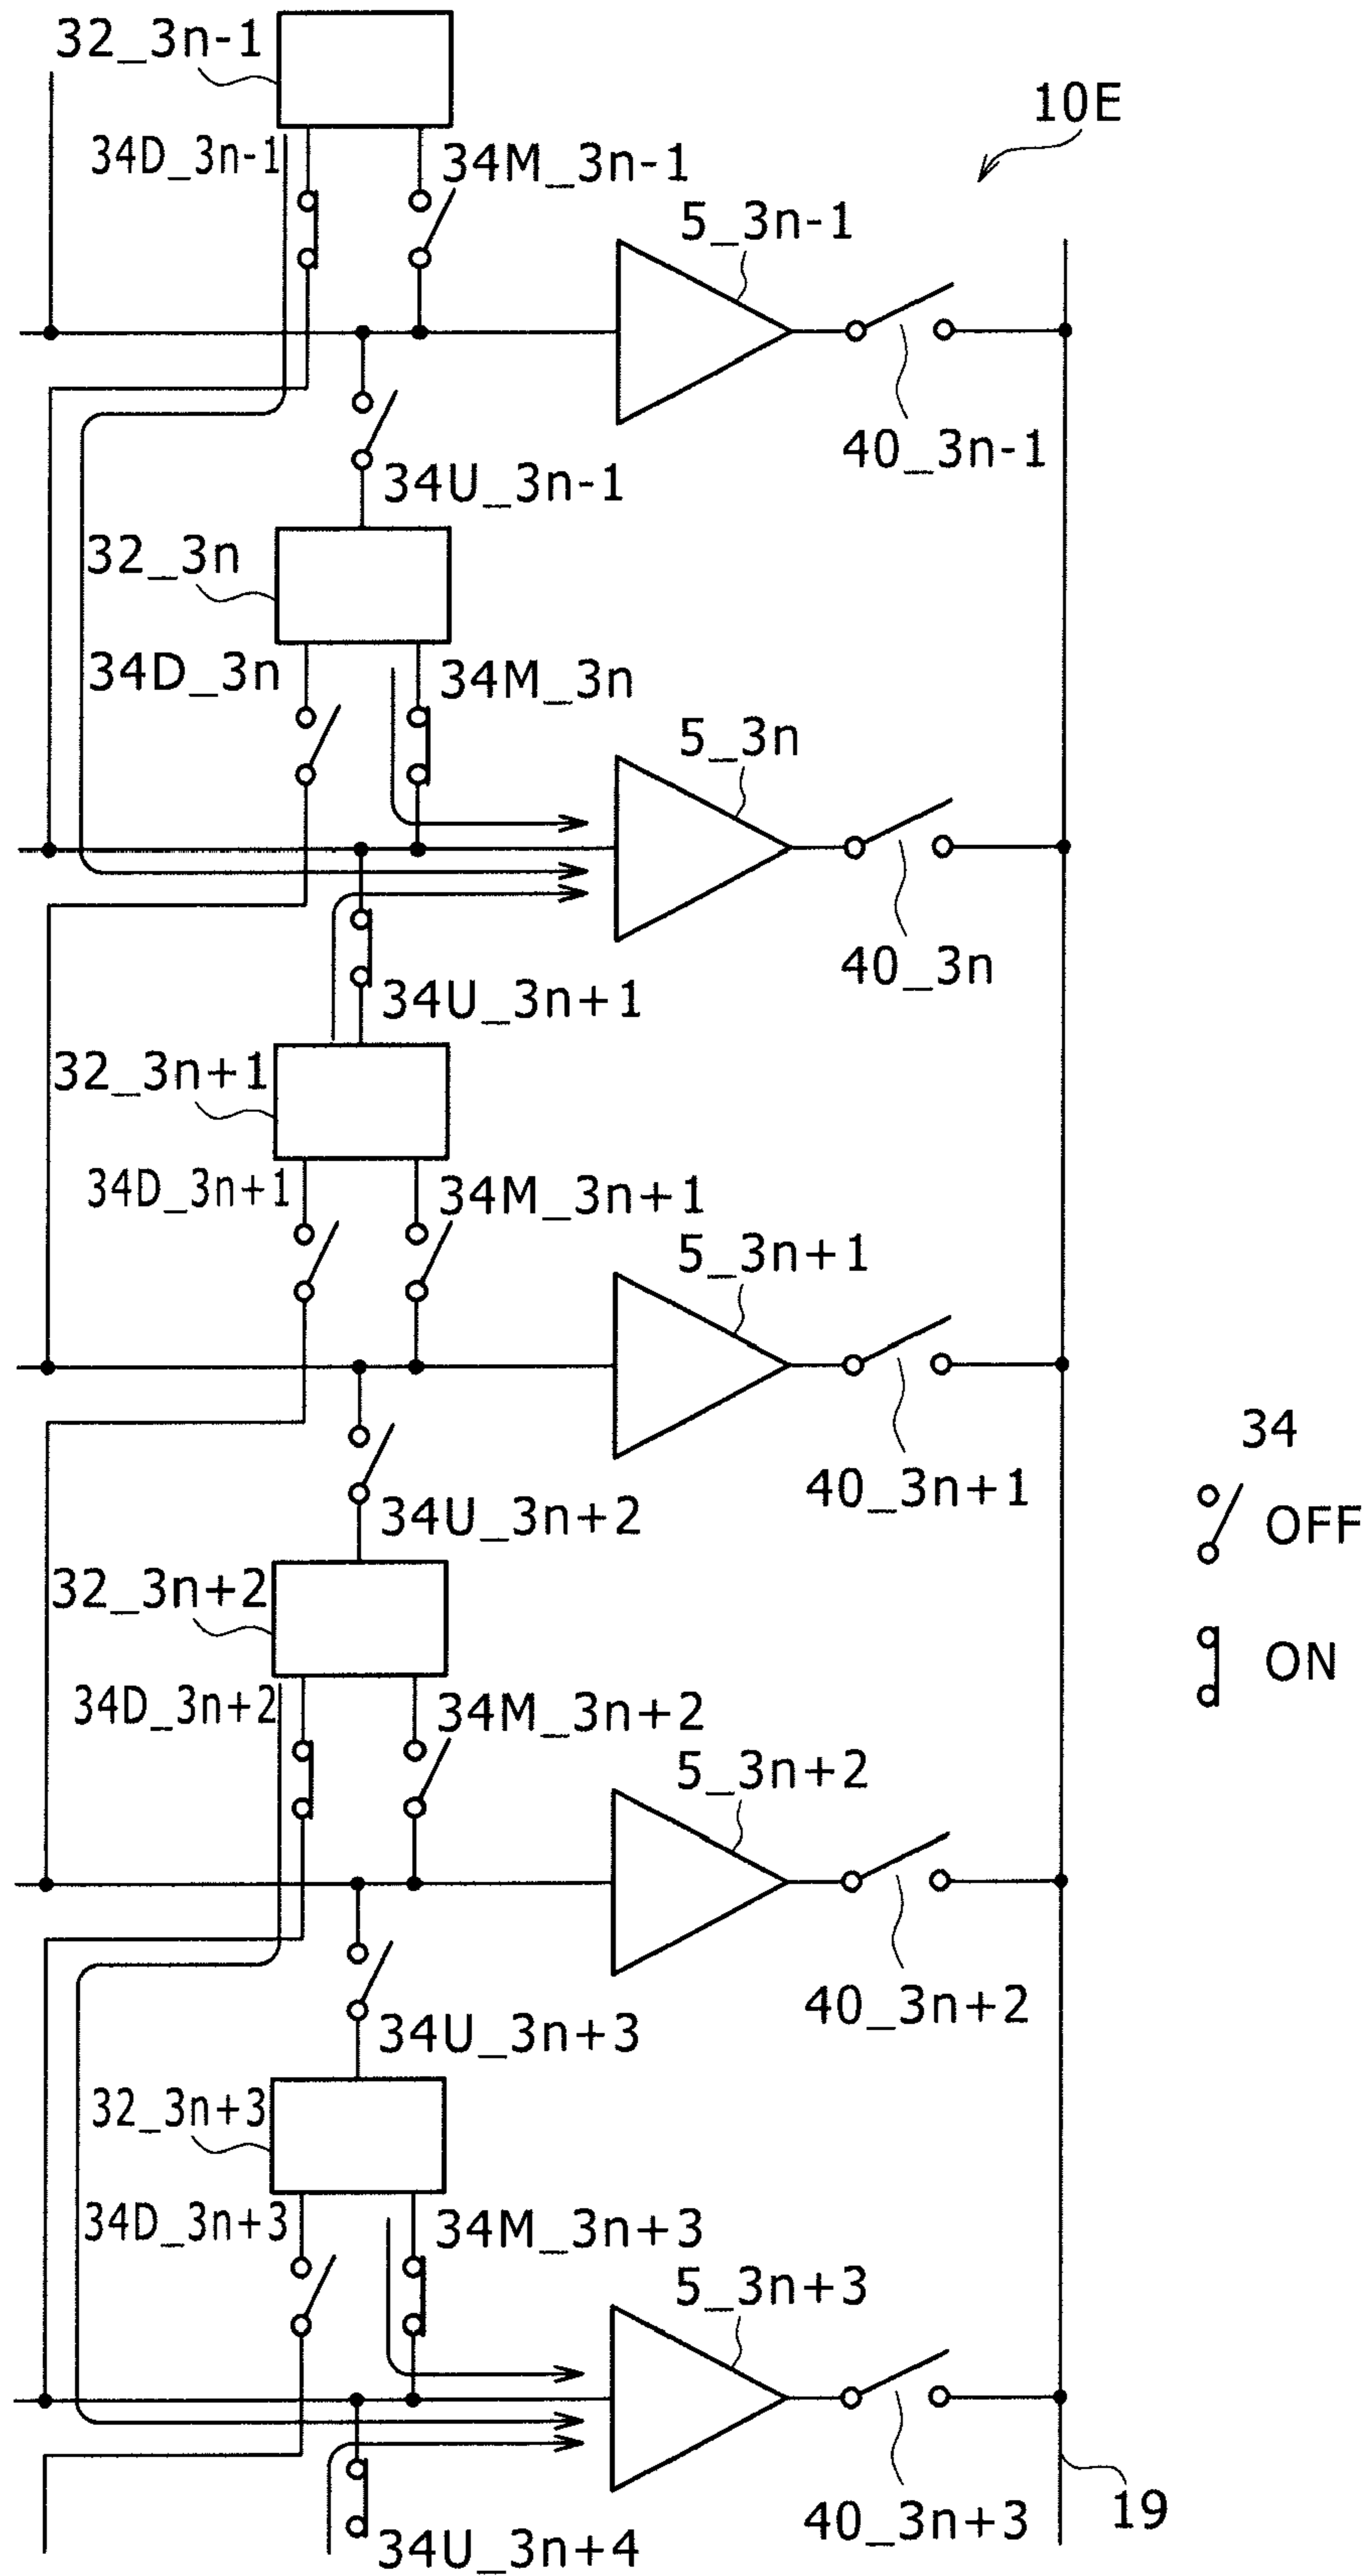 32_3n-1
10E
34D_3n-1
34M_3n-1
5_3n-1
40_3n-1
34U_3n-1
32_3n
34D_3n
34M_3n
5_3n
40_3n
34U_3n+1
32_3n+1
34D_3n+1
34M_3n+1
5_3n+1
40_3n+1
34
OFF
ON
34U_3n+2
32_3n+2
34D_3n+2
34M_3n+2
5_3n+2
40_3n+2
34U_3n+3
32_3n+3
34D_3n+3
34M_3n+3
5_3n+3
40_3n+3
19
34U_3n+4